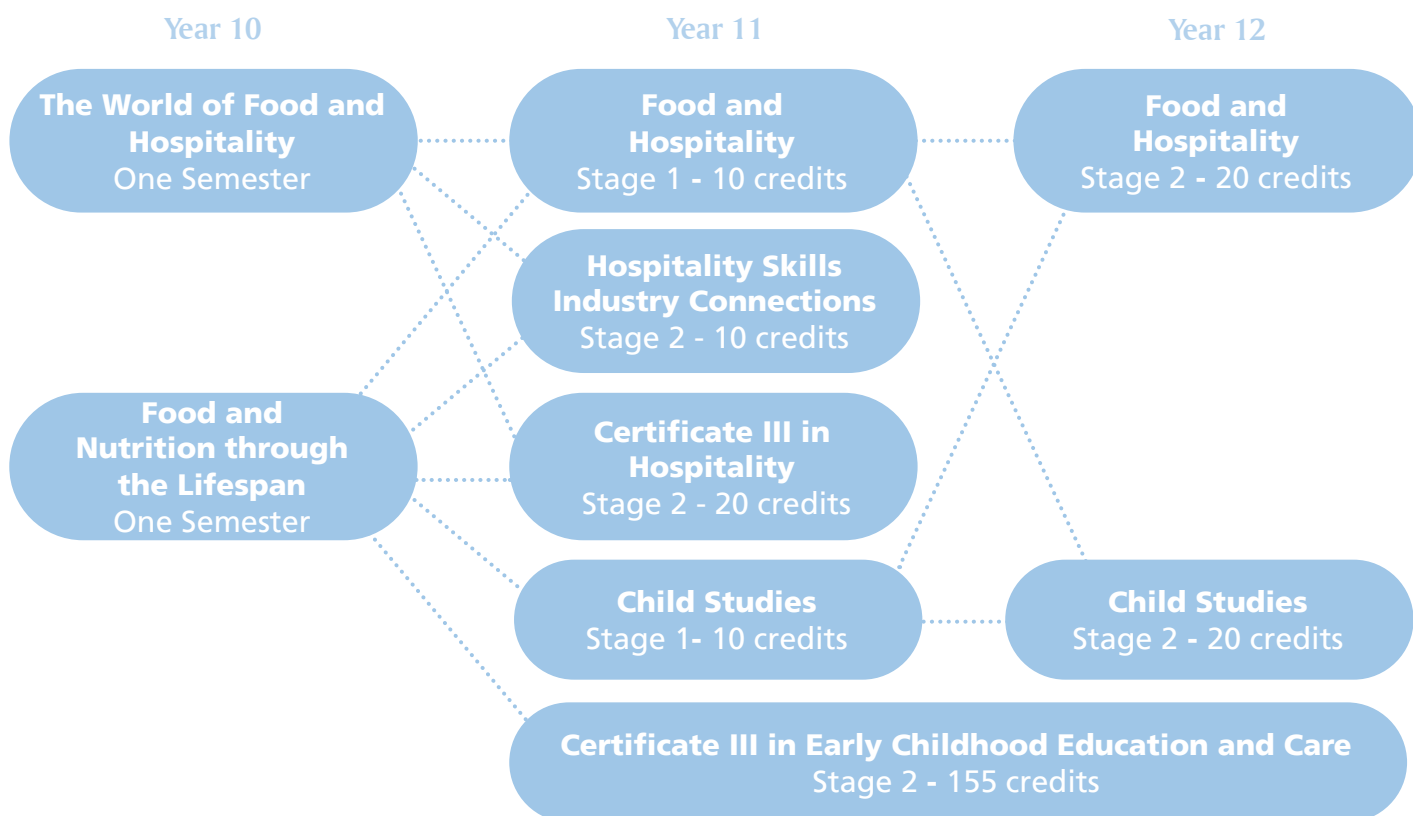 Year 10
Year 11
Year 12
The World of Food and
Hospitality
One Semester
Food and
Hospitality
Stage 1 - 10 credits
Food and
Hospitality
Stage 2 - 20 credits
Hospitality Skills
Industry Connections
Stage 2 - 10 credits
Food and
Nutrition through
the Lifespan
One Semester
Certificate III in
Hospitality
Stage 2 - 20 credits
Child Studies
Stage 1- 10 credits
Child Studies
Stage 2 - 20 credits
Certificate III in Early Childhood Education and Care
Stage 2 - 155 credits